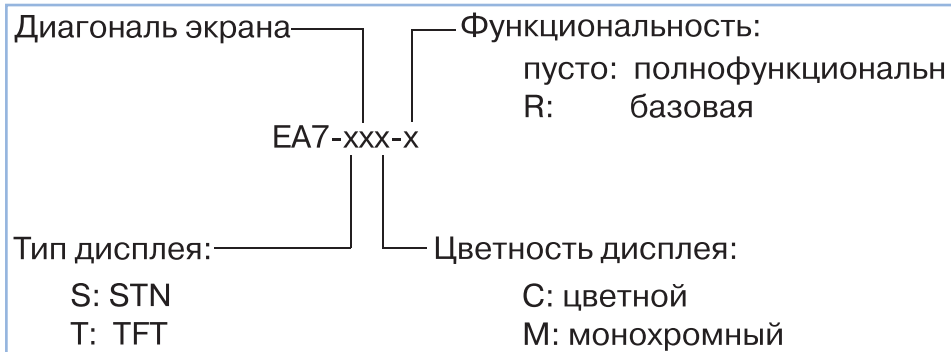 Диагональ экрана
Функциональность:
пусто: полнофункциональн
R: базовая
EA7-xxx-x
Тип дисплея:
S: STN
T: TFT
Цветность дисплея:
C: цветной
M: монохромный